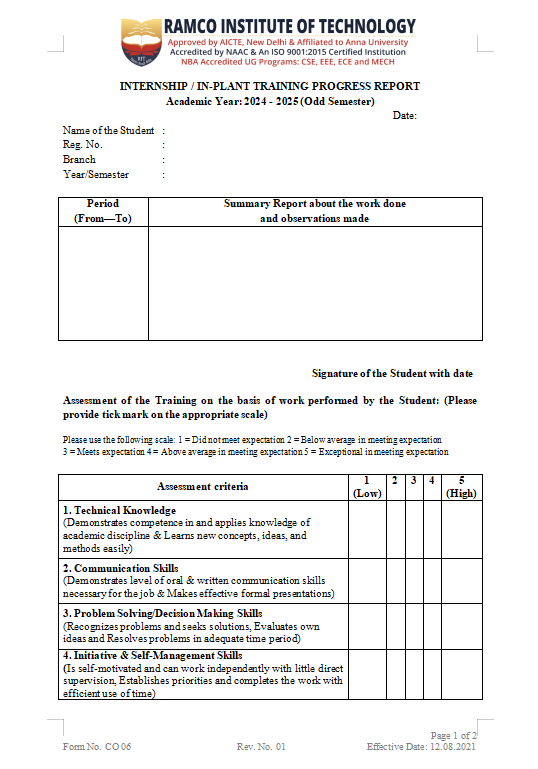 RAMCO INSTITUTE OF TECHNOLOGY
Approved by AICTE, New Delhi & Affiliated to Anna University
Accredited by NAAC & An ISO 9001:2015 Certified Institution
NBA Accredited UG Programs: CSE, EEE, ECE and MECH
INTERNSHIP / IN-PLANT TRAINING PROGRESS REPORT
Academic Year: 2024 - 2025 (Odd Semester)
Date:
Name of the Student :
Reg. No. :
Branch :
Year/Semester :
Period
(From—To)
Summary Report about the work done
and observations made
Signature of the Student with date
Assessment of the Training on the basis of work performed by the Student: (Please
provide tick mark on the appropriate scale)
Please use the following scale: 1 = Did not meet expectation 2 = Below average in meeting expectation
3 = Meets expectation 4 = Above average in meeting expectation 5 = Exceptional in meeting expectation
Assessment criteria
1
(Low)
2
3
4
5
(High)
1. Technical Knowledge
(Demonstrates competence in and applies knowledge of
academic discipline & Learns new concepts, ideas, and
methods easily)
2. Communication Skills
(Demonstrates level of oral & written communication skills
necessary for the job & Makes effective formal presentations)
3. Problem Solving/Decision Making Skills
(Recognizes problems and seeks solutions, Evaluates own
ideas and Resolves problems in adequate time period)
4. Initiative & Self-Management Skills
(Is self-motivated and can work independently with little direct
supervision, Establishes priorities and completes the work with
efficient use of time)
Page 1 of 2
Form No. CO 06 Rev. No. 01 Effective Date: 12.08.2021